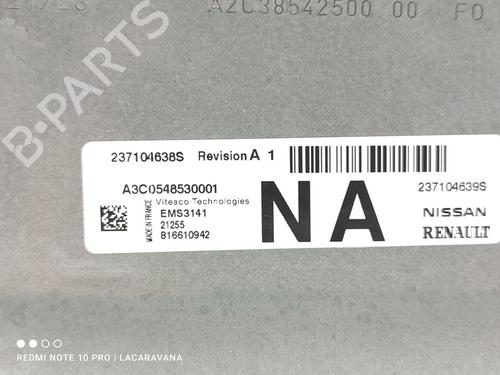 A2C38542500 00 F0
B-PARTS
237104638S Revision A 1
A3C0548530001
Vitesco Technologies
MADE IN FRANCE
EMS3141
21255
816610942
NA
237104639S
NISSAN
RENAULT
REDMI NOTE 10 PRO | LACARAVANA